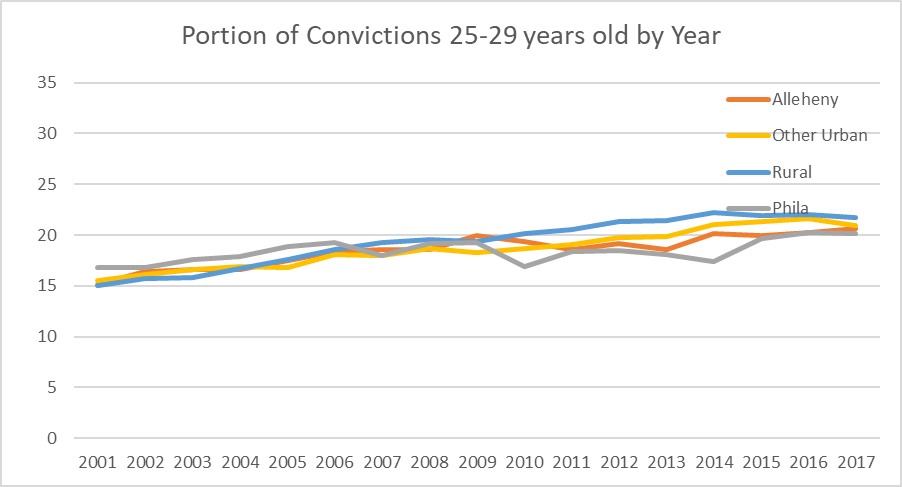 Portion of Convictions 25-29 years old by Year
35
30
25
20
15
10
5
0
Alleheny
Other Urban
Rural
Phila
2001 2002 2003 2004 2005 2006 2007 2008 2009 2010 2011 2012 2013 2014 2015 2016 2017